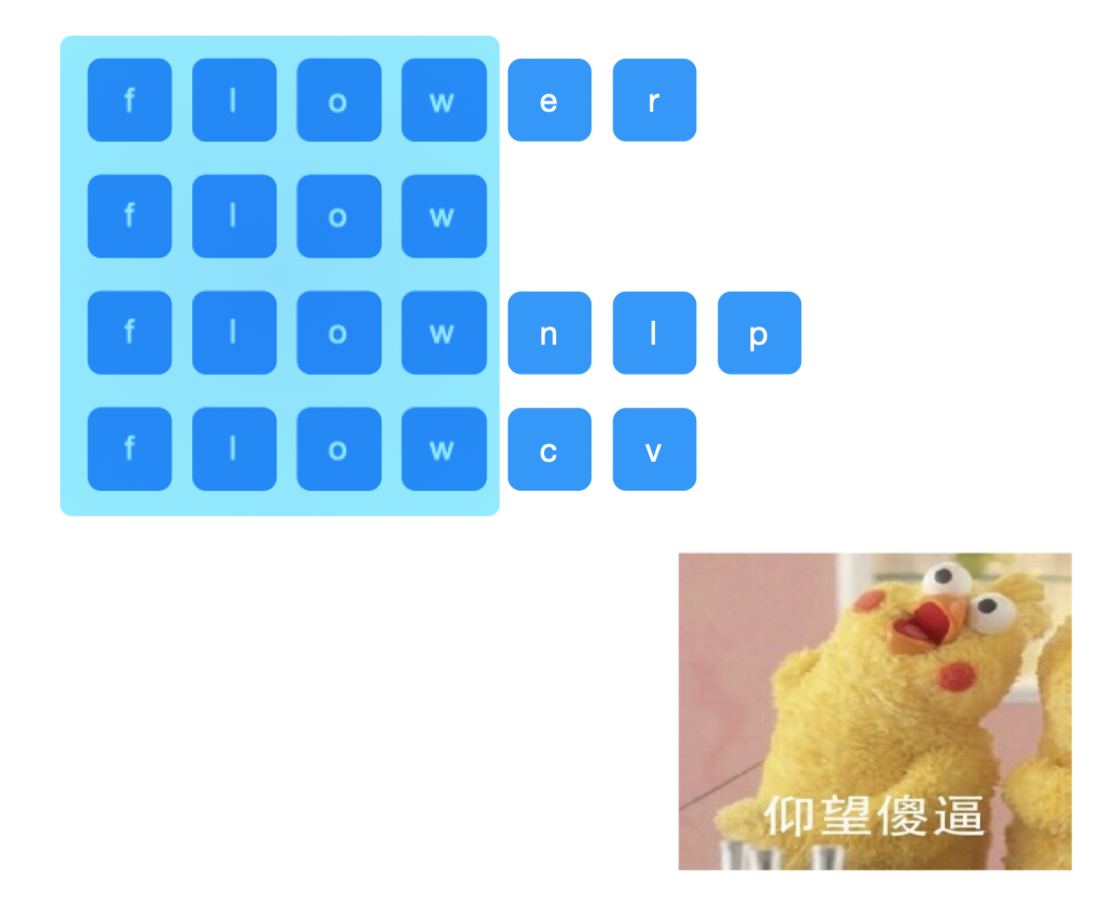 f l o w e r
f l o w
f l o w n l p
f l o w c v
仰望傻逼